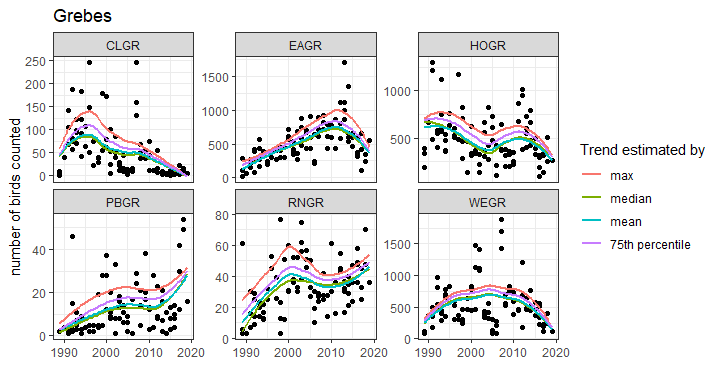 Grebes
CLGR
EAGR
HOGR
250
200
150
100
50
0
1500
1000
500
0
1000
500
number of birds counted
Trend estimated by
max
median
mean
75th percentile
PBGR
RNGR
WEGR
40
20
0
80
60
40
20
0
1500
1000
500
0
1990 2000 2010 2020
1990 2000 2010 2020
1990 2000 2010 2020